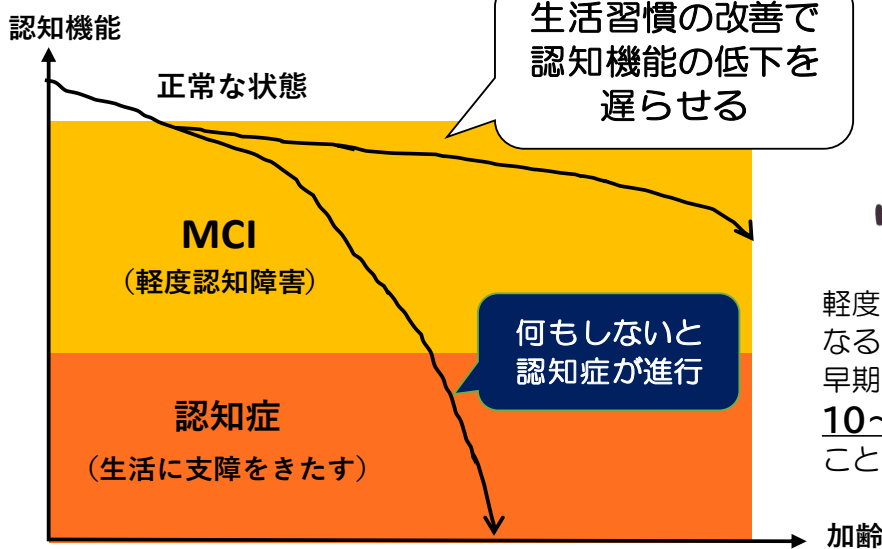 認知機能
生活習慣の改善で
認知機能の低下を
遅らせる
正常な状態
MCI
（軽度認知障害）
何もしないと
認知症が進行
認知症
（生活に支障をきたす）
加齢
軽度
なる
早期
10~
こと